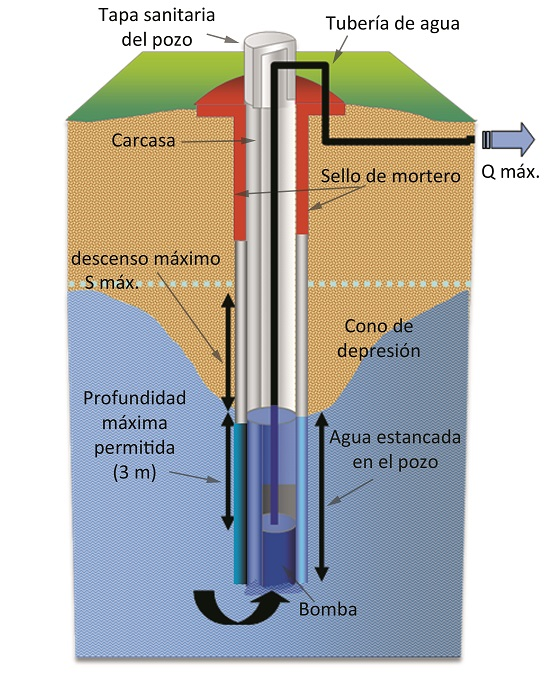 Tapa sanitaria
del pozo
Tubería de agua
Carcasa
Q máx.
Sello de mortero
descenso máximo
S máx.
Cono de
depresión
Profundidad
máxima
permitida
(3 m)
Agua estancada
en el pozo
Bomba